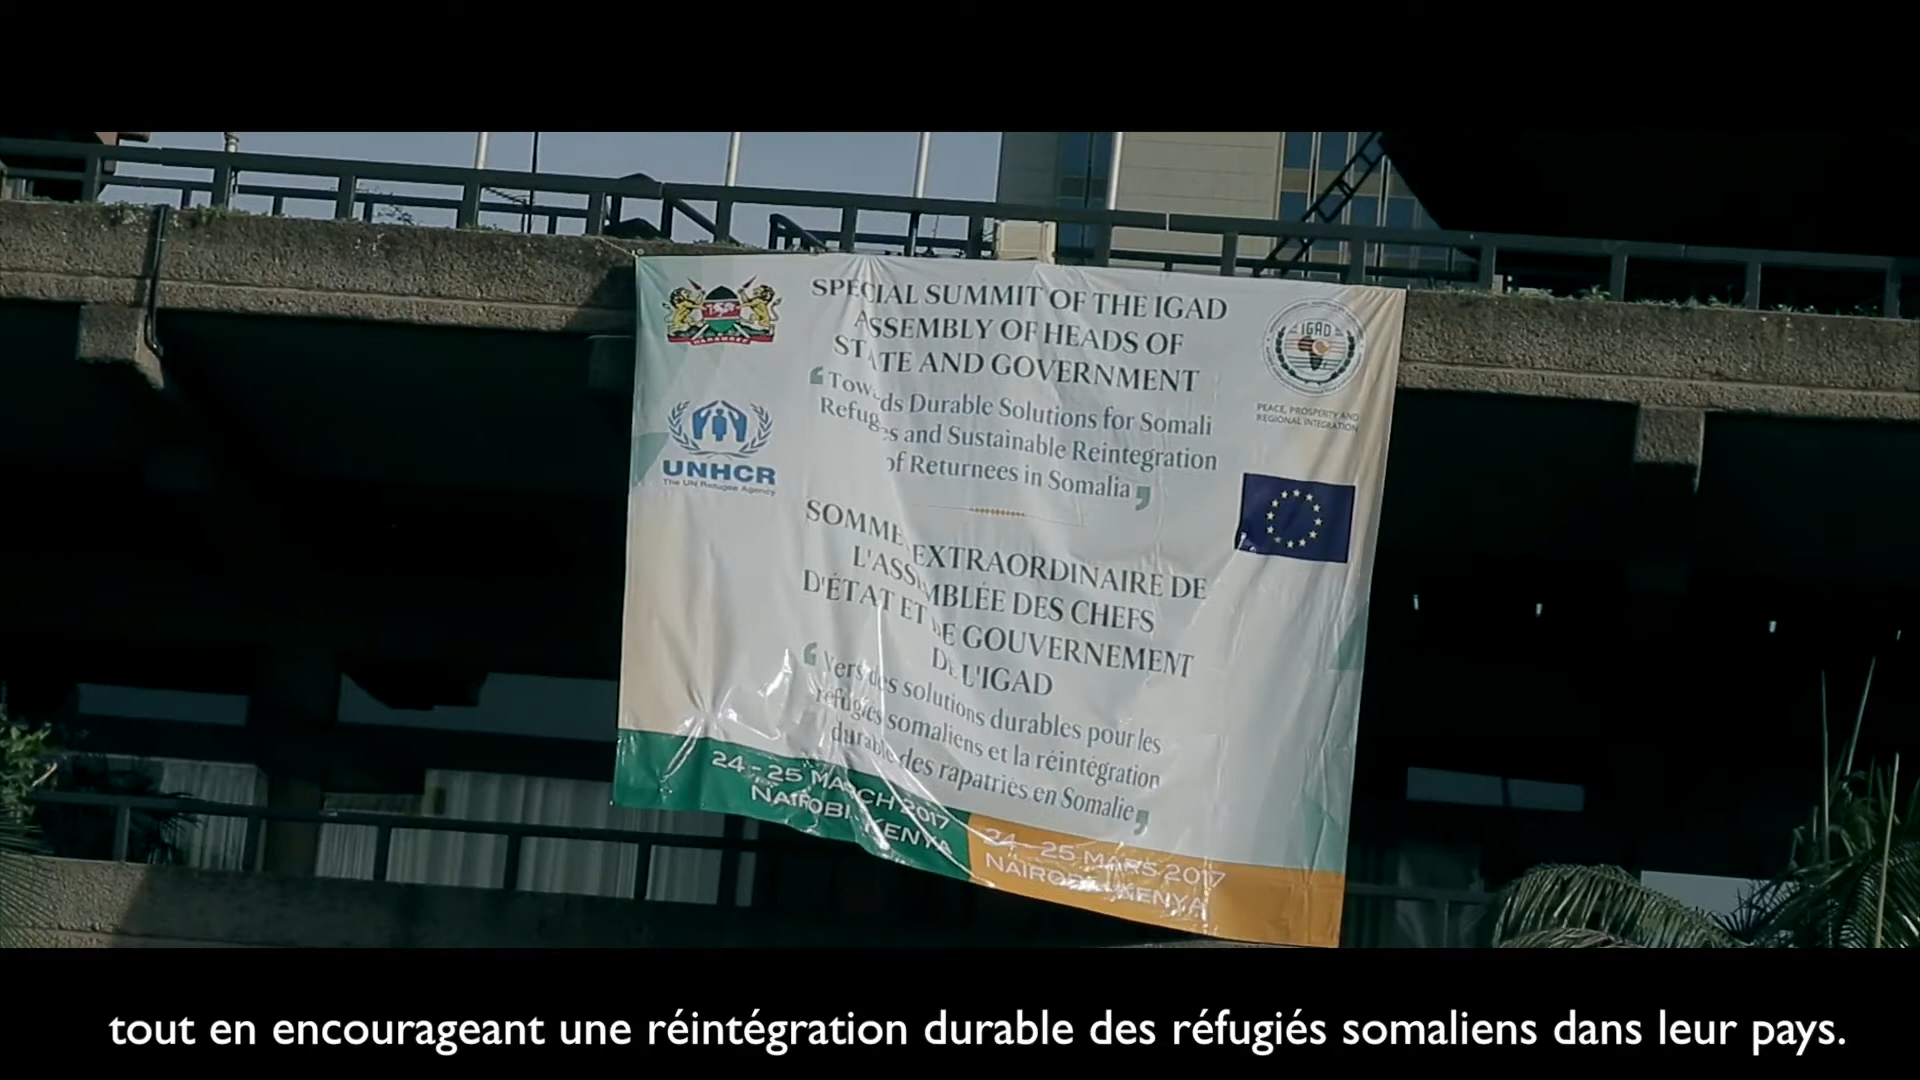 SPECIAL SUMMIT OF THE IGAD
ASSEMBLY OF HEADS OF
STATE AND GOVERNMENT
Durable Solutions for Somali
and Sustainable Reintegration
of Returnees in Somalia
UNHCR
The UN Refugee Agency
IGAD
PEACE, PROSPERITY AND
REGIONAL INTEGRATION
HARAMBEE
EXTRAORDINAIRE DE
L'ASSEMBLÉE DES CHEFS
D'ÉTAT ET DE GOUVERNEMENT
DE L'IGAD
Vers des solutions durables pour les
réfugiés somaliens et la réintégration
durable des rapatriés en Somalie
24 - 25 MARCH 2017
NAIROBI, KENYA
24 - 25 MARS 2017
NAIROBI, KENYA
tout en encourageant une réintégration durable des réfugiés somaliens dans leur pays.